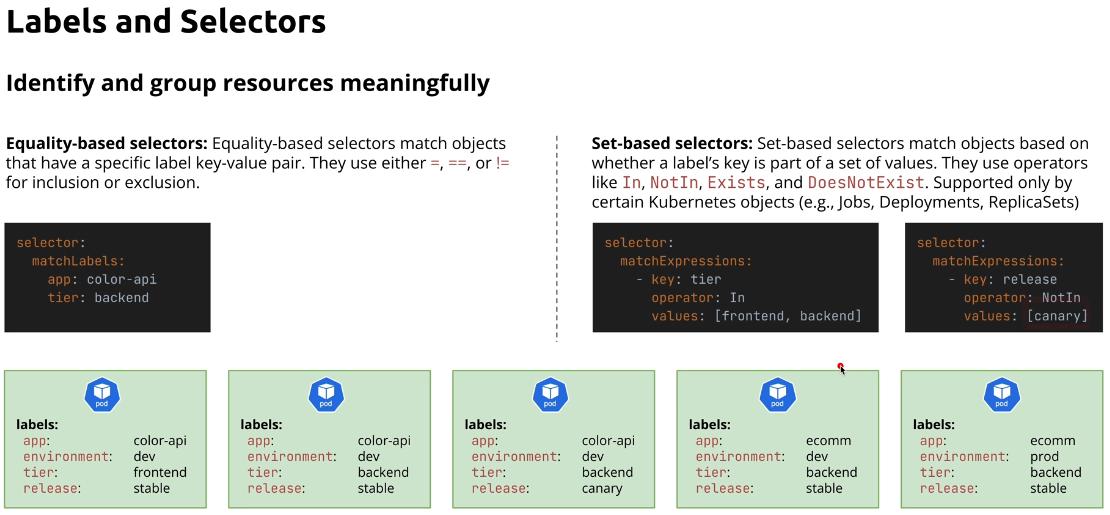 Labels and Selectors
Identify and group resources meaningfully
Equality-based selectors: Equality-based selectors match objects
that have a specific label key-value pair. They use either =, ==, or !=
for inclusion or exclusion.
selector:
matchLabels:
app: color-api
tier: backend
Set-based selectors: Set-based selectors match objects based on
whether a label’s key is part of a set of values. They use operators
like In, NotIn, Exists, and DoesNotExist. Supported only by
certain Kubernetes objects (e.g., Jobs, Deployments, ReplicaSets)
selector:
matchExpressions:
- key: tier
operator: In
values: [frontend, backend]
selector:
matchExpressions:
- key: release
operator: NotIn
values: [canary]
pod
labels:
app: color-api
environment: dev
tier: frontend
release: stable
pod
labels:
app: color-api
environment: dev
tier: backend
release: stable
pod
labels:
app: color-api
environment: dev
tier: backend
release: canary
pod
labels:
app: ecomm
environment: dev
tier: backend
release: stable
pod
labels:
app: ecomm
environment: prod
tier: backend
release: stable